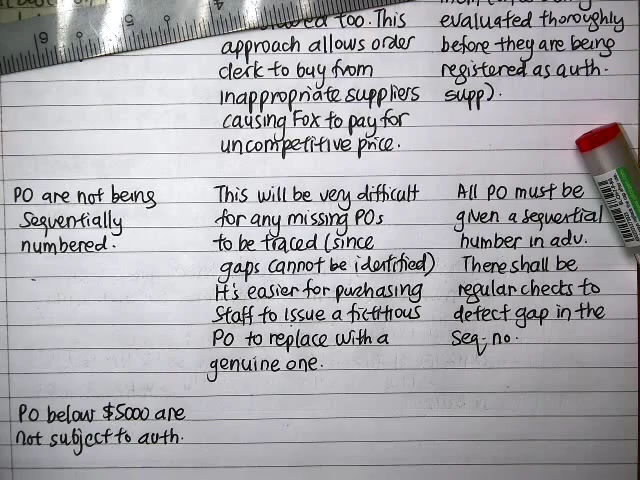 too. This
approach allows order
clerk to buy from
inappropriate suppliers
causing Fox to pay for
uncompetitive price.
evaluated thoroughly
before they are being
registered as auth.
supp).
PO are not being
Sequentially
numbered.
This will be very difficult
for any missing POs
to be traced (since
gaps cannot be identified)
It's easier for purchasing
staff to issue a fictitious
PO to replace with a
genuine one.
All PO must be
given a sequential
number in adv.
There shall be
regular checks to
detect gap in the
seq. no.
PO below $5000 are
not subject to auth.